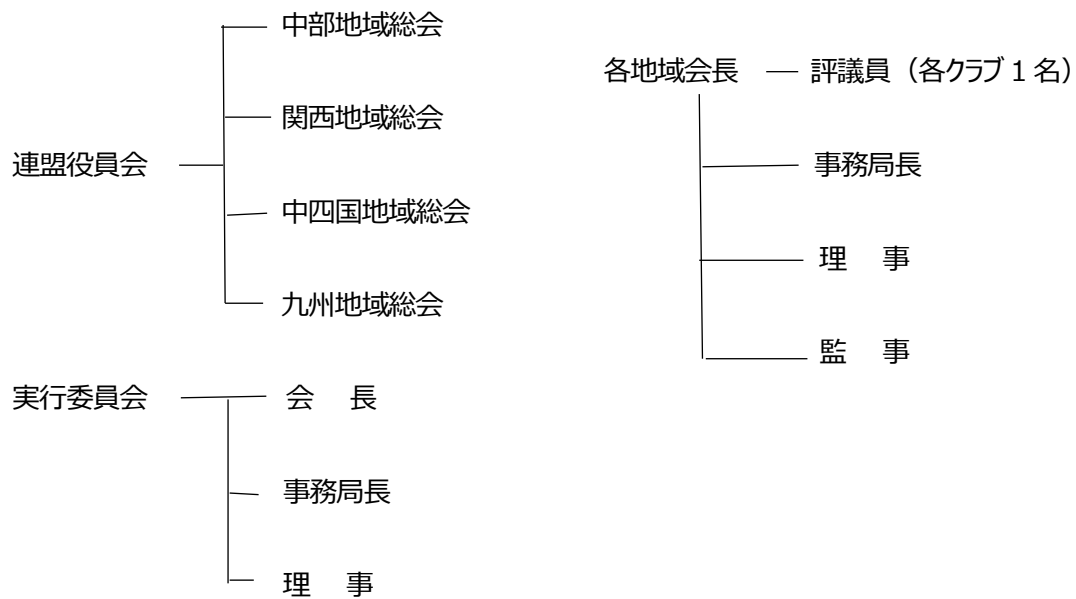 中部地域総会
関西地域総会
連盟役員会
中四国地域総会
九州地域総会
各地域会長
評議員（各クラブ１名）
事務局長
理　事
監　事
実行委員会
会　長
事務局長
理　事